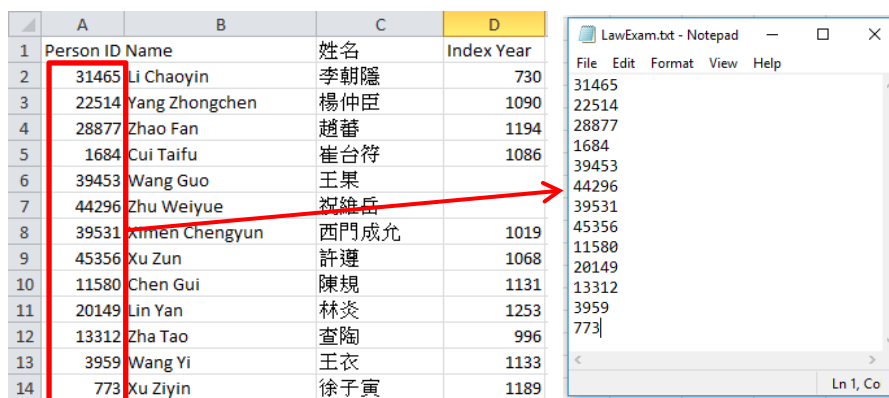 A B C D
1 Person ID Name 姓名 Index Year
2 31465 Li Chaoyin 李朝隱 730
3 22514 Yang Zhongchen 楊仲臣 1090
4 28877 Zhao Fan 趙蕃 1194
5 1684 Cui Taifu 崔台符 1086
6 39453 Wang Guo 王果
7 44296 Zhu Weiyue 祝維岳
8 39531 Ximen Chengyun 西門成允 1019
9 45356 Xu Zun 許遵 1068
10 11580 Chen Gui 陳規 1131
11 20149 Lin Yan 林炎 1253
12 13312 Zha Tao 查陶 996
13 3959 Wang Yi 王衣 1133
14 773 Xu Ziyin 徐子寅 1189
LawExam.txt - Notepad
File Edit Format View Help
31465
22514
28877
1684
39453
44296
39531
45356
11580
20149
13312
3959
773
Ln 1, Co